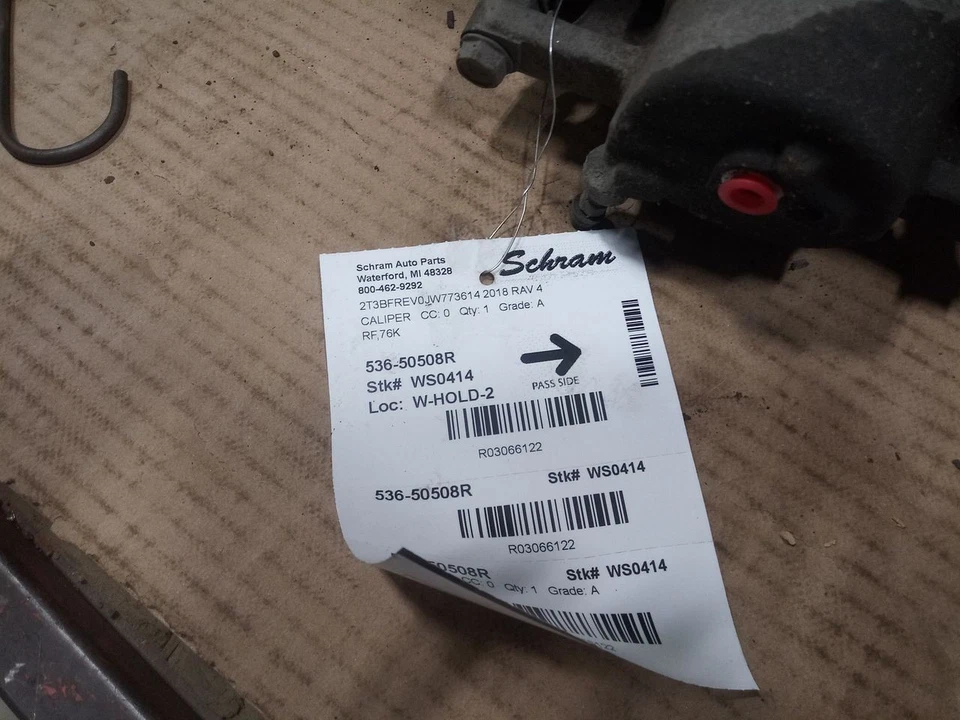 Schram Auto Parts
Waterford, MI 48328
800-462-9292
Schram
2T3BFREV0JW773614 2018 RAV 4
CALIPER CC: 0 Qty: 1 Grade: A
RF,76K
536-50508R
Stk# WS0414
Loc: W-HOLD-2
PASS SIDE
R03066122
536-50508R Stk# WS0414
R03066122
50508R Stk# WS0414
CC: 0 Qty: 1 Grade: A